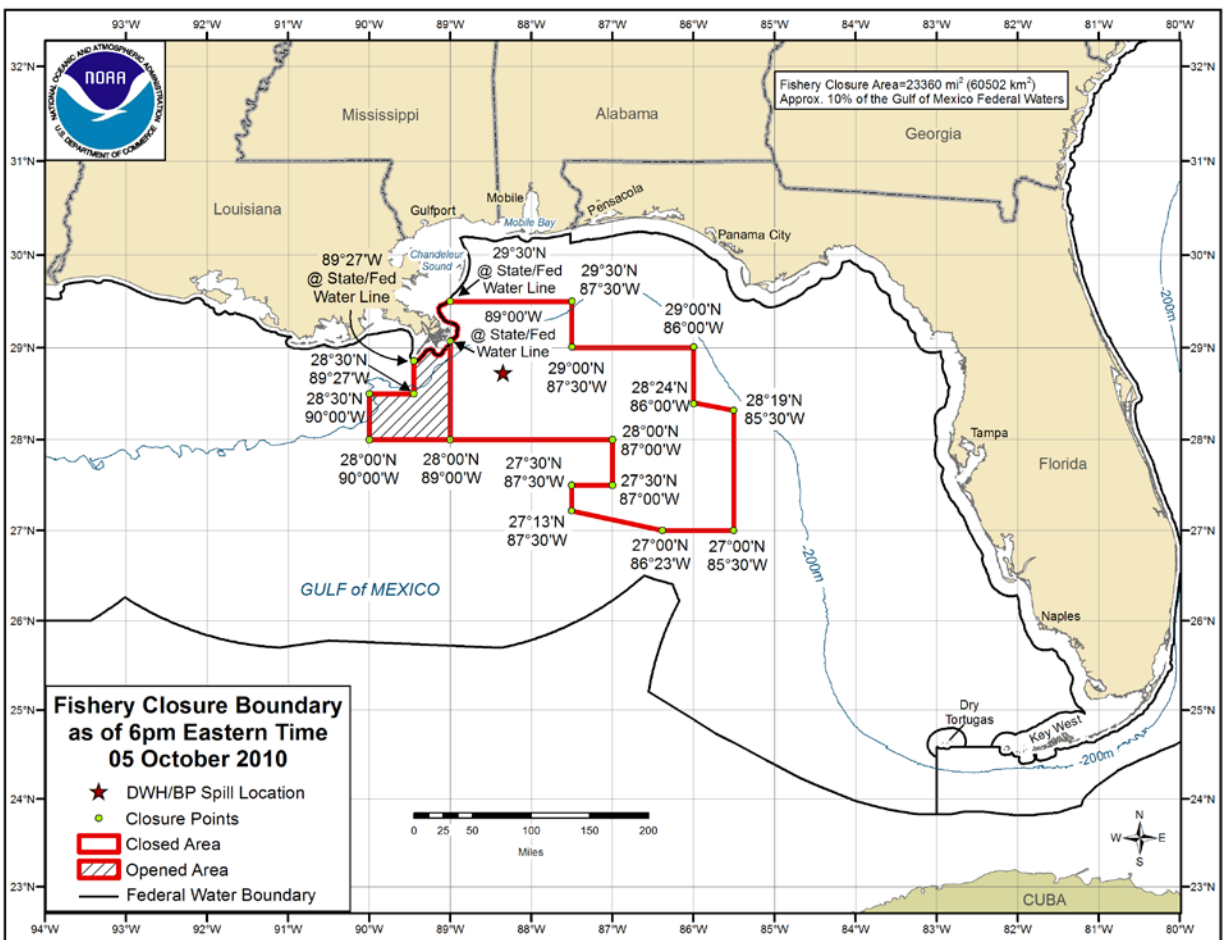 93°W 92°W 91°W 90°W 89°W 88°W 87°W 86°W 85°W 84°W 83°W 82°W 81°W 80°W
NATIONAL OCEANIC AND ATMOSPHERIC ADMINISTRATION
NOAA
U.S. DEPARTMENT OF COMMERCE
Fishery Closure Area=23360 mi² (60502 km²)
Approx. 10% of the Gulf of Mexico Federal Waters
32°N
32°N
Mississippi
Alabama
Georgia
31°N
31°N
Louisiana
Gulfport
Mobile
Pensacola
Mobile Bay
Panama City
30°N
30°N
Chandeleur
Sound
89°27'W
@ State/Fed
Water Line
29°30'N
@ State/Fed
Water Line
29°30'N
87°30'W
89°00'W
@ State/Fed
Water Line
29°00'N
86°00'W
-200m
29°N
29°N
28°30'N
89°27'W
28°30'N
90°00'W
29°00'N
87°30'W
28°24'N
86°00'W
28°19'N
85°30'W
28°N
28°N
28°00'N
90°00'W
28°00'N
89°00'W
28°00'N
87°00'W
27°30'N
87°30'W
27°30'N
87°00'W
Tampa
Florida
27°13'N
87°30'W
27°00'N
86°23'W
27°00'N
85°30'W
27°N
27°N
-200m
GULF of MEXICO
26°N
26°N
Naples
25°N
25°N
Dry
Tortugas
Key West
-200m
24°N
24°N
Fishery Closure Boundary
as of 6pm Eastern Time
05 October 2010
DWH/BP Spill Location
Closure Points
Closed Area
Opened Area
Federal Water Boundary
0 25 50 100 150 200
Miles
N
W E
S
23°N
23°N
CUBA
94°W 93°W 92°W 91°W 90°W 89°W 88°W 87°W 86°W 85°W 84°W 83°W 82°W 81°W 80°W